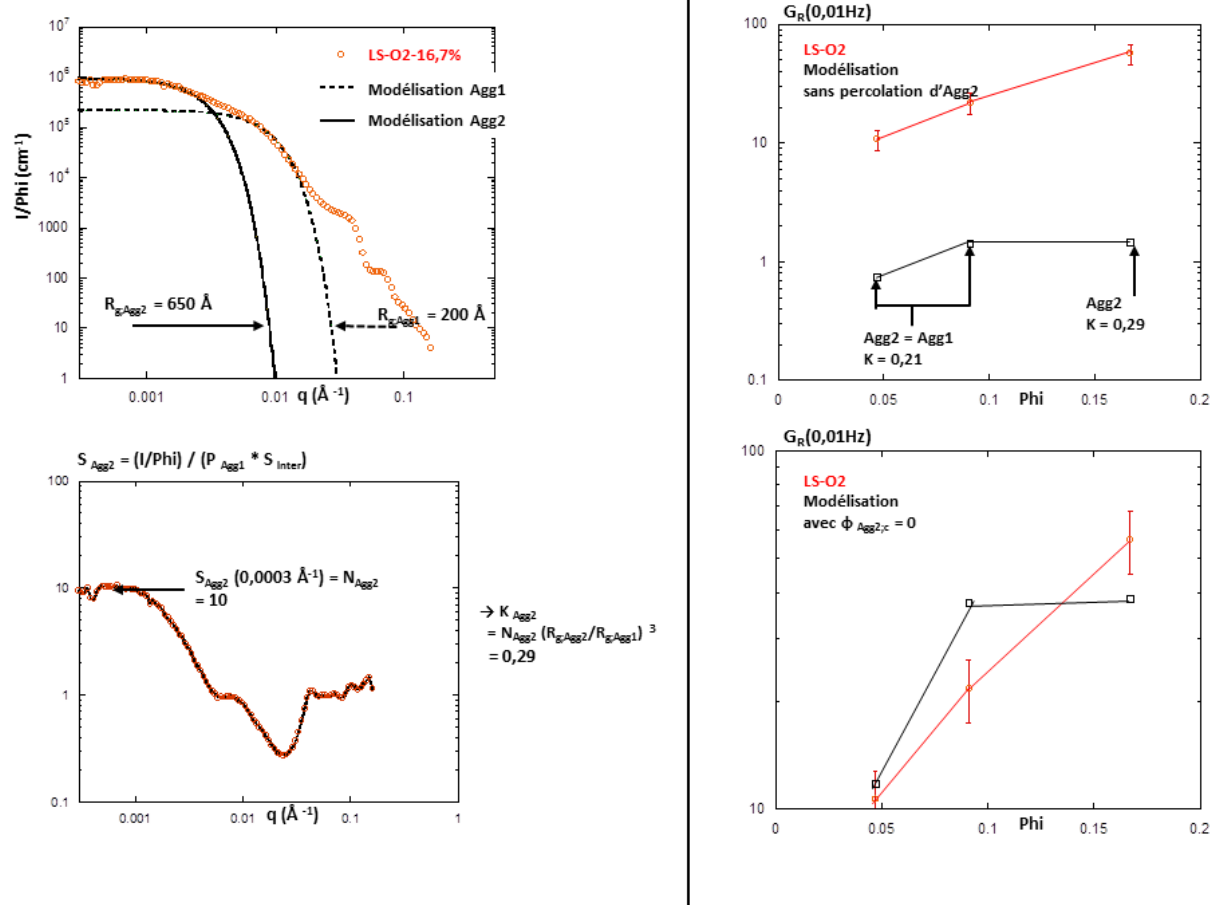 LS-O2-16,7%
Modélisation Agg1
Modélisation Agg2
I/Phi (cm⁻¹)
10⁶
10⁵
10⁴
1000
100
10
1
R g;Agg2 = 650 Å
R g;Agg1 = 200 Å
0.001 0.01 0.1
q (Å ⁻¹)
S Agg2 = (I/Phi) / (P Agg1 * S Inter)
100
10
1
0.1
S Agg2 (0,0003 Å⁻¹) = N Agg2
= 10
0.001 0.01 0.1 1
q (Å ⁻¹)
→ K Agg2
= N Agg2 (R g;Agg2/R g;Agg1) ³
= 0,29
G R (0,01Hz)
100
10
1
0.1
LS-O2
Modélisation
sans percolation d'Agg2
Agg2 = Agg1
K = 0,21
Agg2
K = 0,29
0 0.05 0.1 0.15 0.2
Phi
G R (0,01Hz)
100
10
LS-O2
Modélisation
avec ϕ Agg2;c = 0
0 0.05 0.1 0.15 0.2
Phi